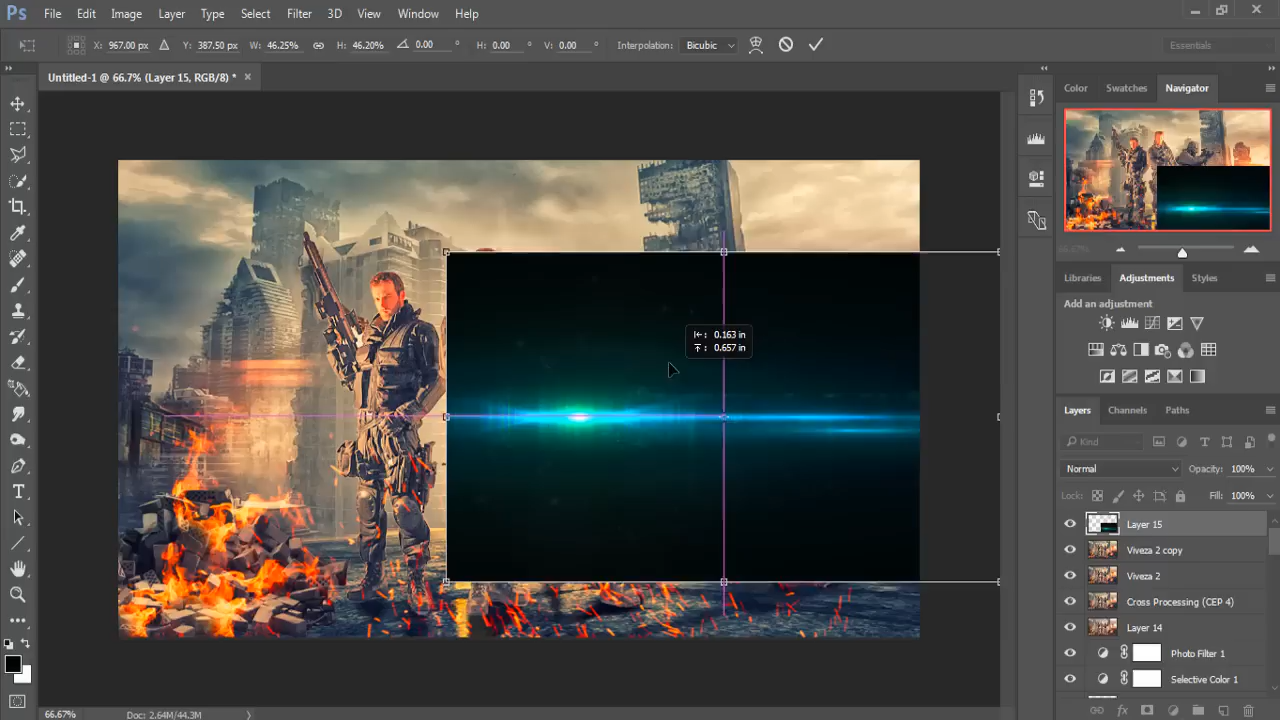 Ps File Edit Image Layer Type Select Filter 3D View Window Help
X: 967.00 px Y: 387.50 px W: 46.25% H: 46.20% 0.00 ° H: 0.00 ° V: 0.00 ° Interpolation: Bicubic Essentials
Untitled-1 @ 66.7% (Layer 15, RGB/8) * ×
Color Swatches Navigator
66.67%
Libraries Adjustments Styles
Add an adjustment
0.163 in
0.657 in
Layers Channels Paths
Kind
Normal Opacity: 100%
Lock: Fill: 100%
Layer 15
Viveza 2 copy
Viveza 2
Cross Processing (CEP 4)
Layer 14
Photo Filter 1
Selective Color 1
66.67% Doc: 2.64M/44.3M